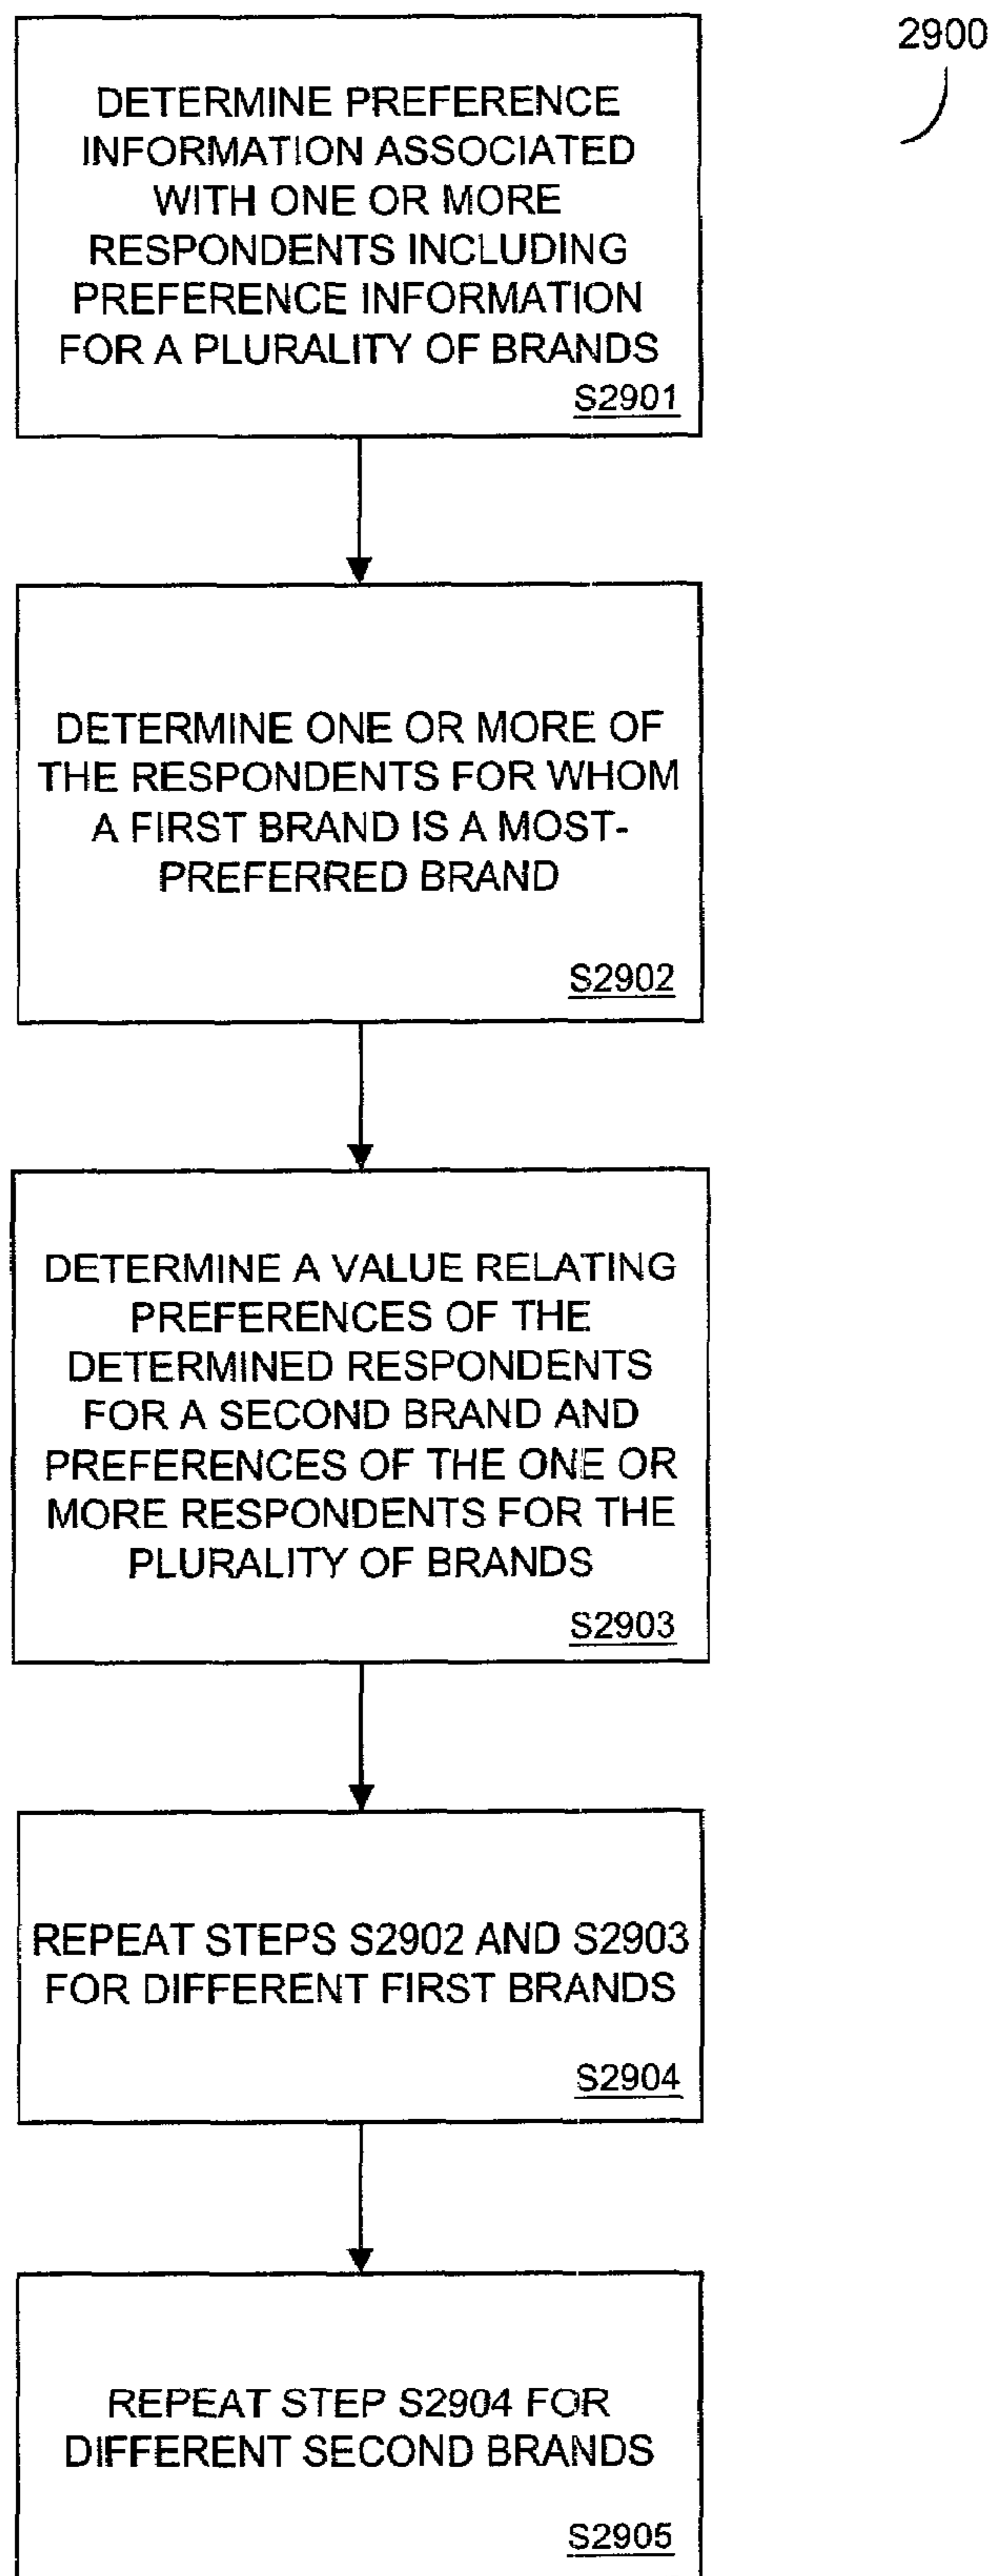 2900
DETERMINE PREFERENCE
INFORMATION ASSOCIATED
WITH ONE OR MORE
RESPONDENTS INCLUDING
PREFERENCE INFORMATION
FOR A PLURALITY OF BRANDS
S2901
DETERMINE ONE OR MORE OF
THE RESPONDENTS FOR WHOM
A FIRST BRAND IS A MOST-
PREFERRED BRAND
S2902
DETERMINE A VALUE RELATING
PREFERENCES OF THE
DETERMINED RESPONDENTS
FOR A SECOND BRAND AND
PREFERENCES OF THE ONE OR
MORE RESPONDENTS FOR THE
PLURALITY OF BRANDS
S2903
REPEAT STEPS S2902 AND S2903
FOR DIFFERENT FIRST BRANDS
S2904
REPEAT STEP S2904 FOR
DIFFERENT SECOND BRANDS
S2905